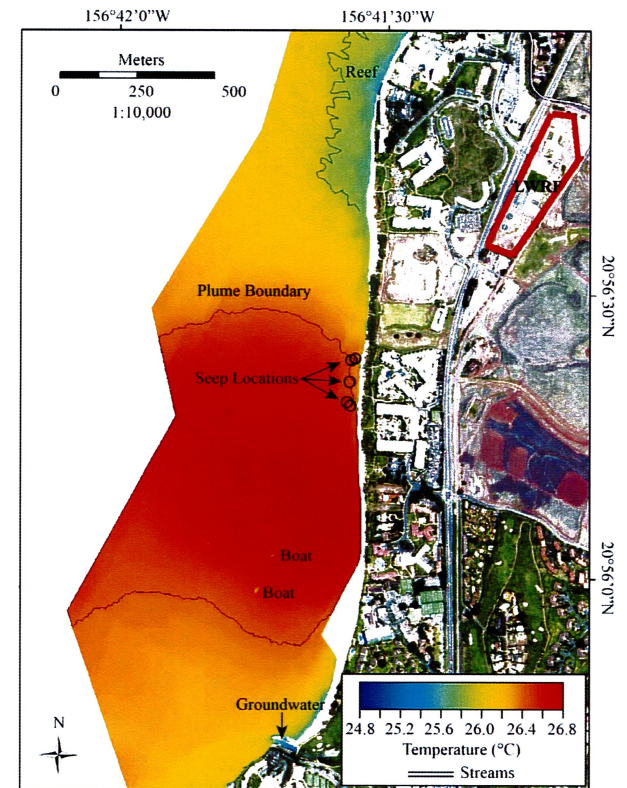 156°42'0"W
156°41'30"W
Meters
0 250 500
1:10,000
Reef
LWRF
20°56'30"N
Plume Boundary
Seep Locations
Boat
Boat
20°56'0"N
Groundwater
N
24.8 25.2 25.6 26.0 26.4 26.8
Temperature (°C)
Streams